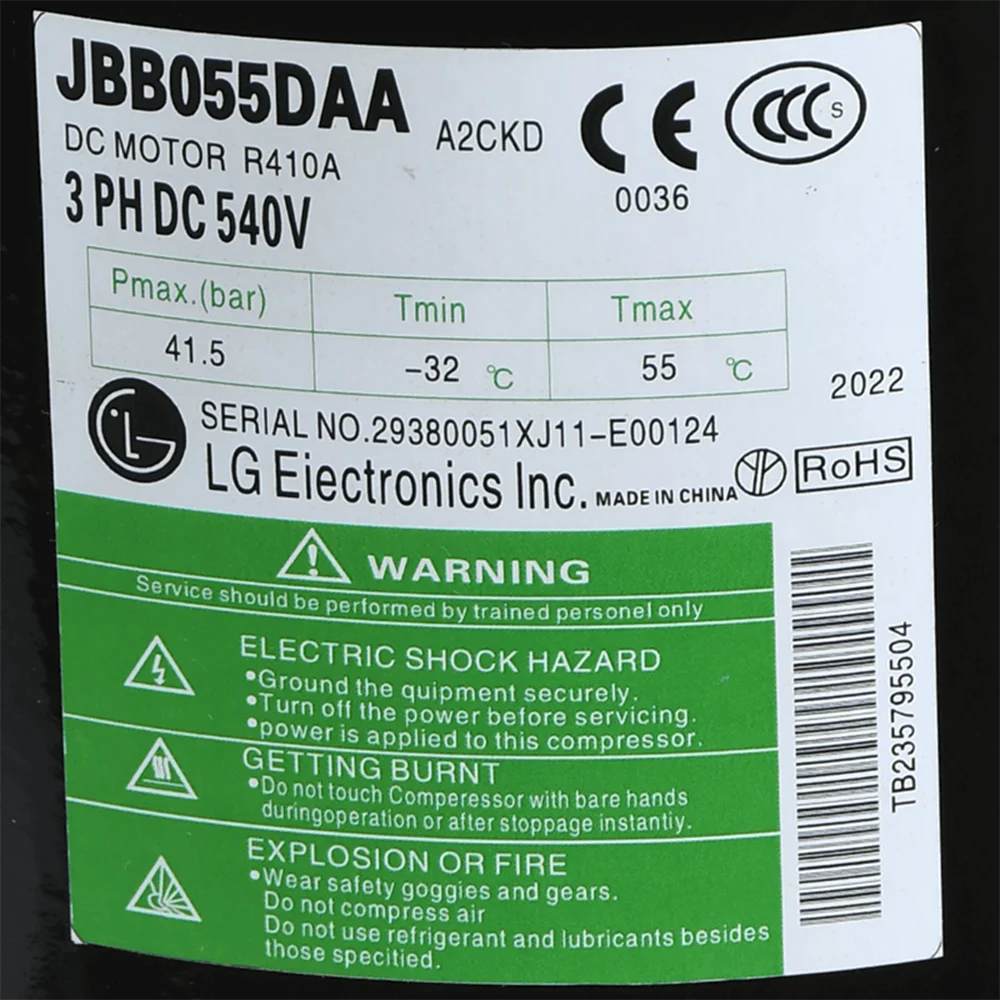 JBB055DAA
A2CKD
CE
CCC S
DC MOTOR R410A
0036
3 PH DC 540V
Pmax.(bar) Tmin Tmax
41.5 -32 ℃ 55 ℃
2022
LG
SERIAL NO.29380051XJ11-E00124
LG Eiectronics Inc. MADE IN CHINA
RoHS
WARNING
Service should be performed by trained personel only
ELECTRIC SHOCK HAZARD
•Ground the quipment securely.
•Turn off the power before servicing.
•power is applied to this compressor.
GETTING BURNT
•Do not touch Comperessor with bare hands
duringoperation or after stoppage instantiy.
EXPLOSION OR FIRE
•Wear safety goggies and gears.
Do not compress air
Do not use refrigerant and lubricants besides
those specitied.
TB235795504